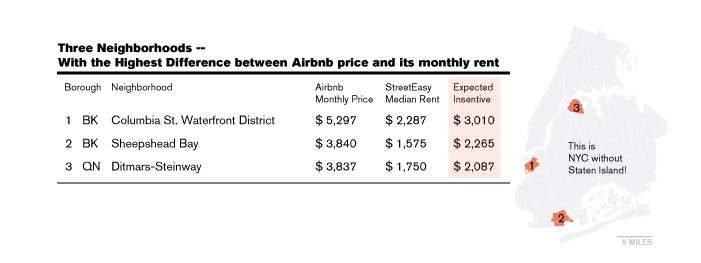 Three Neighborhoods --
With the Highest Difference between Airbnb price and its monthly rent
Borough Neighborhood Airbnb Monthly Price StreetEasy Median Rent Expected Insentive
1 BK Columbia St. Waterfront District $ 5,297 $ 2,287 $ 3,010
2 BK Sheepshead Bay $ 3,840 $ 1,575 $ 2,265
3 QN Ditmars-Steinway $ 3,837 $ 1,750 $ 2,087
3
1
2
This is
NYC without
Staten Island!
5 MILES